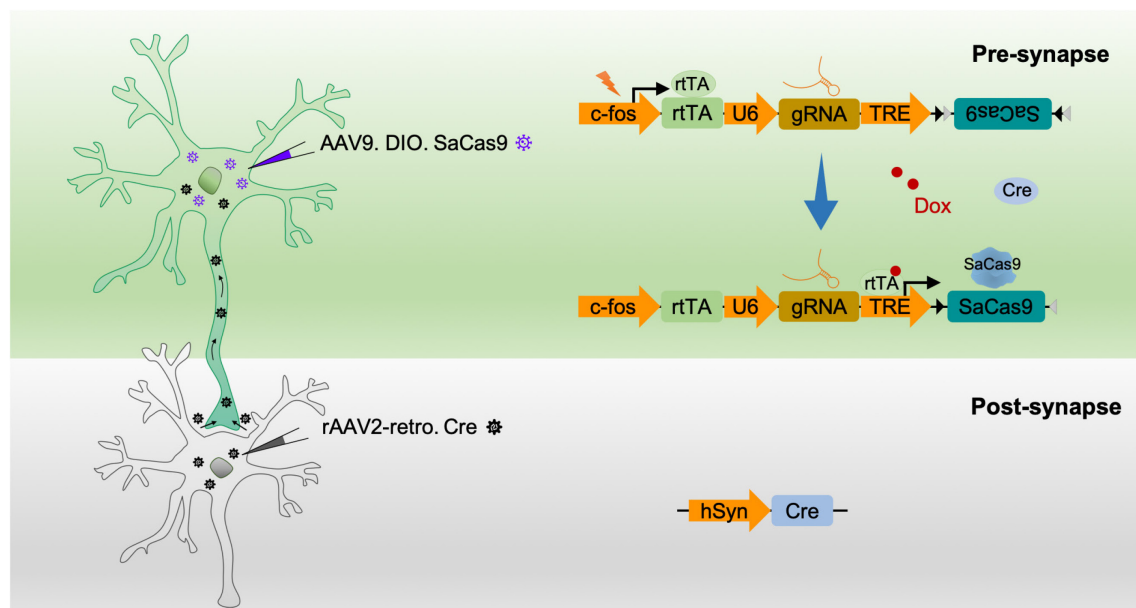 Pre-synapse
rtTA
c-fos rtTA U6 gRNA TRE SaCas9
AAV9. DIO. SaCas9
Dox
Cre
SaCas9
rtTA
c-fos rtTA U6 gRNA TRE SaCas9
Post-synapse
rAAV2-retro. Cre
hSyn Cre